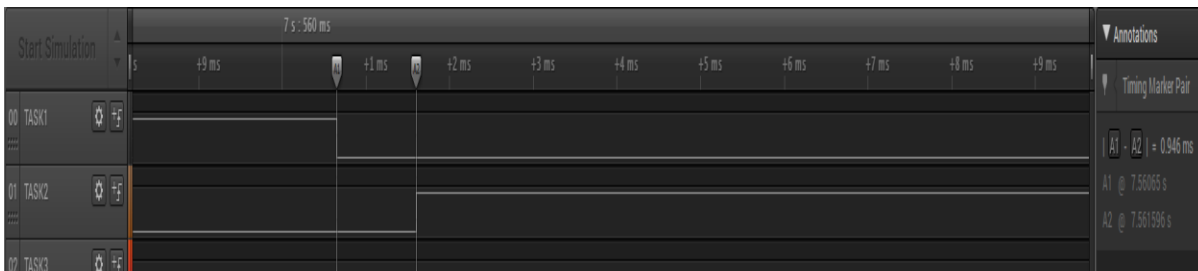 Start Simulation
7 s : 560 ms
s +9 ms +1 ms +2 ms +3 ms +4 ms +5 ms +6 ms +7 ms +8 ms +9 ms
A1 A2
00 TASK1
01 TASK2
02 TASK3
Annotations
Timing Marker Pair
| A1 - A2 | = 0.946 ms
A1 @ 7.56065 s
A2 @ 7.561596 s